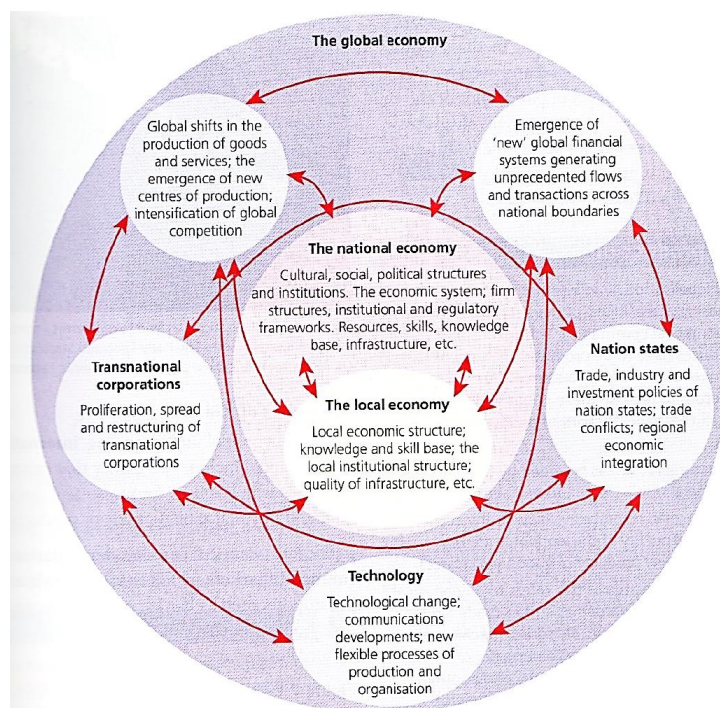 The global economy
Global shifts in the
production of goods
and services; the
emergence of new
centres of production;
intensification of global
competition
Emergence of
'new' global financial
systems generating
unprecedented flows
and transactions across
national boundaries
The national economy
Cultural, social, political structures
and institutions. The economic system; firm
structures, institutional and regulatory
frameworks. Resources, skills, knowledge
base, infrastructure, etc.
Transnational
corporations
Proliferation, spread
and restructuring of
transnational
corporations
The local economy
Local economic structure;
knowledge and skill base; the
local institutional structure;
quality of infrastructure, etc.
Nation states
Trade, industry and
investment policies of
nation states; trade
conflicts; regional
economic
integration
Technology
Technological change;
communications
developments; new
flexible processes of
production and
organisation